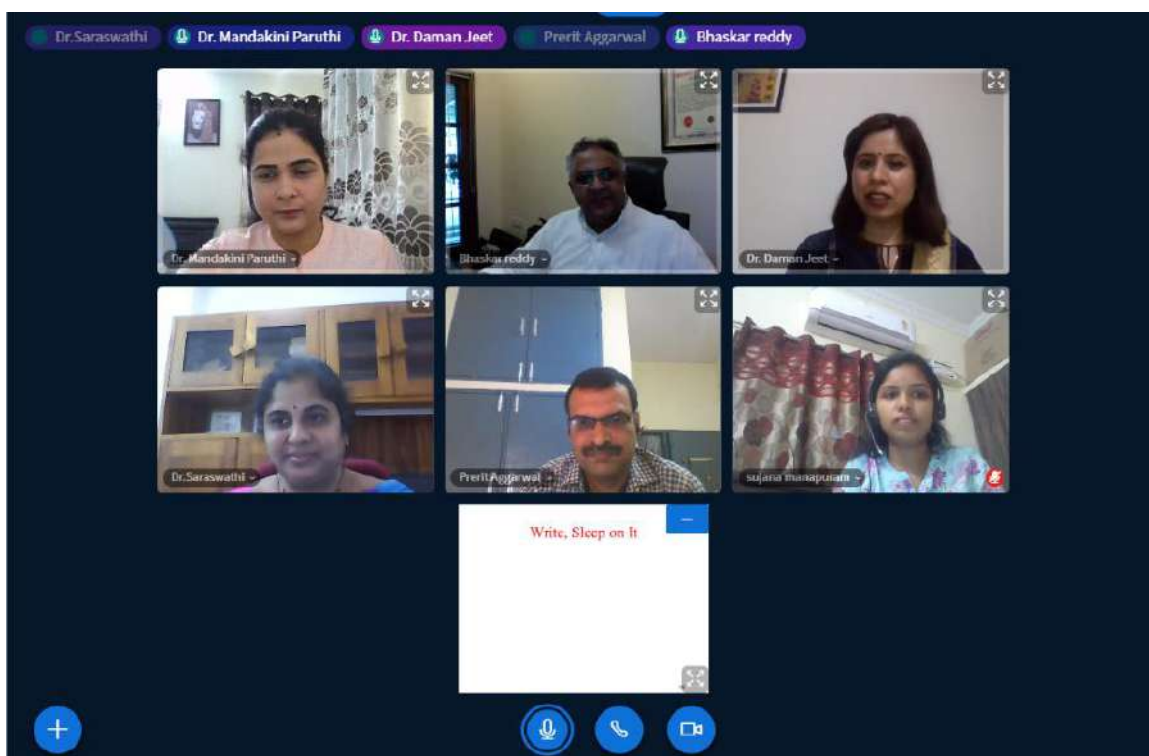 Dr.Saraswathi
Dr. Mandakini Paruthi
Dr. Daman Jeet
Prerit Aggarwal
Bhaskar reddy
Dr. Mandakini Paruthi
Bhaskar reddy
Dr. Daman Jeet
Dr.Saraswathi
Prerit Aggarwal
sujana
Write, Sleep on It